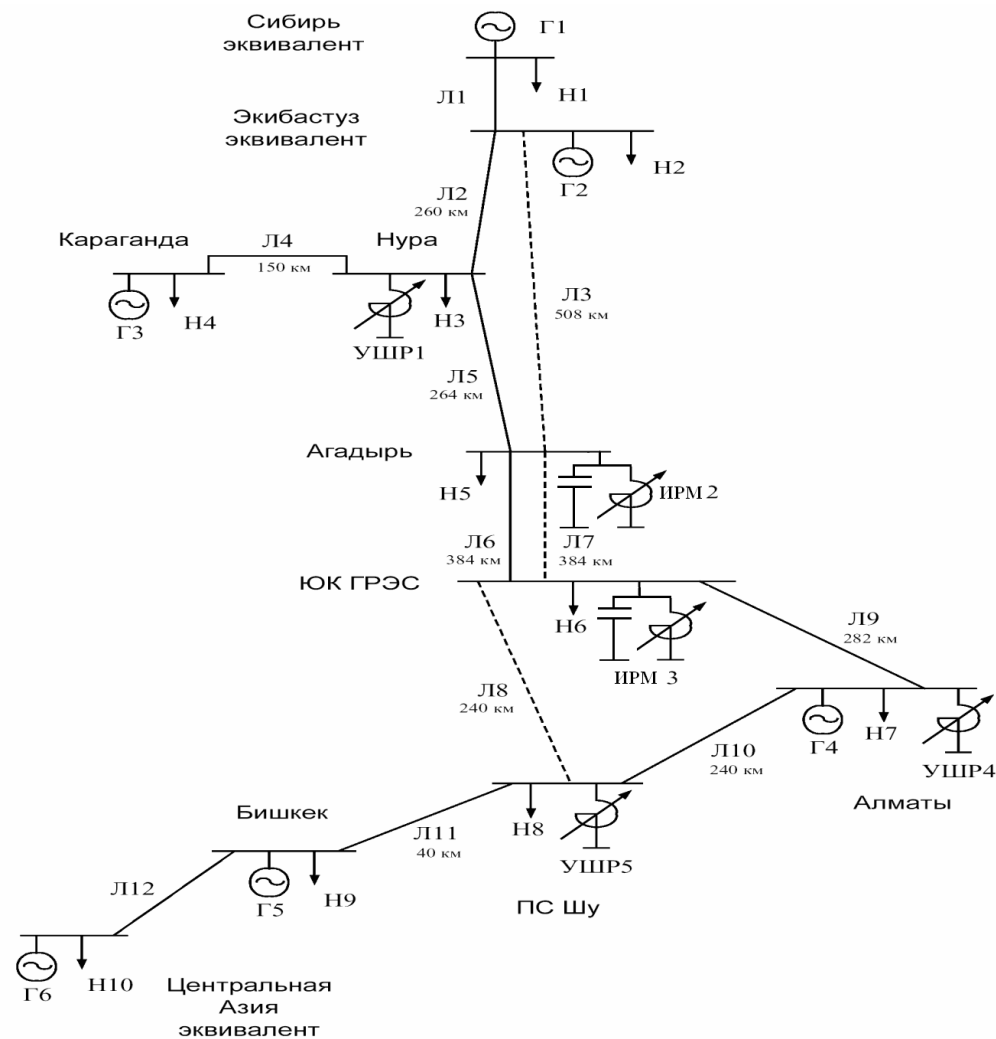 Сибирь
эквивалент
Г1
Л1
Н1
Экибастуз
эквивалент
Г2
Н2
Л2
260 км
Караганда
Л4
150 км
Нура
Л3
508 км
Г3
Н4
Н3
УШР1
Л5
264 км
Агадырь
Н5
ИРМ 2
Л6
384 км
Л7
384 км
ЮК ГРЭС
Н6
ИРМ 3
Л9
282 км
Л8
240 км
Г4
Н7
УШР4
Л10
240 км
Алматы
Бишкек
Л11
40 км
Н8
УШР5
Л12
Г5
Н9
ПС Шу
Г6
Н10
Центральная
Азия
эквивалент